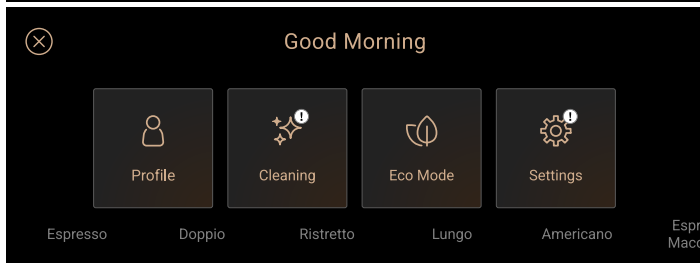 Good Morning
Profile
Cleaning
Eco Mode
Settings
Espresso
Doppio
Ristretto
Lungo
Americano